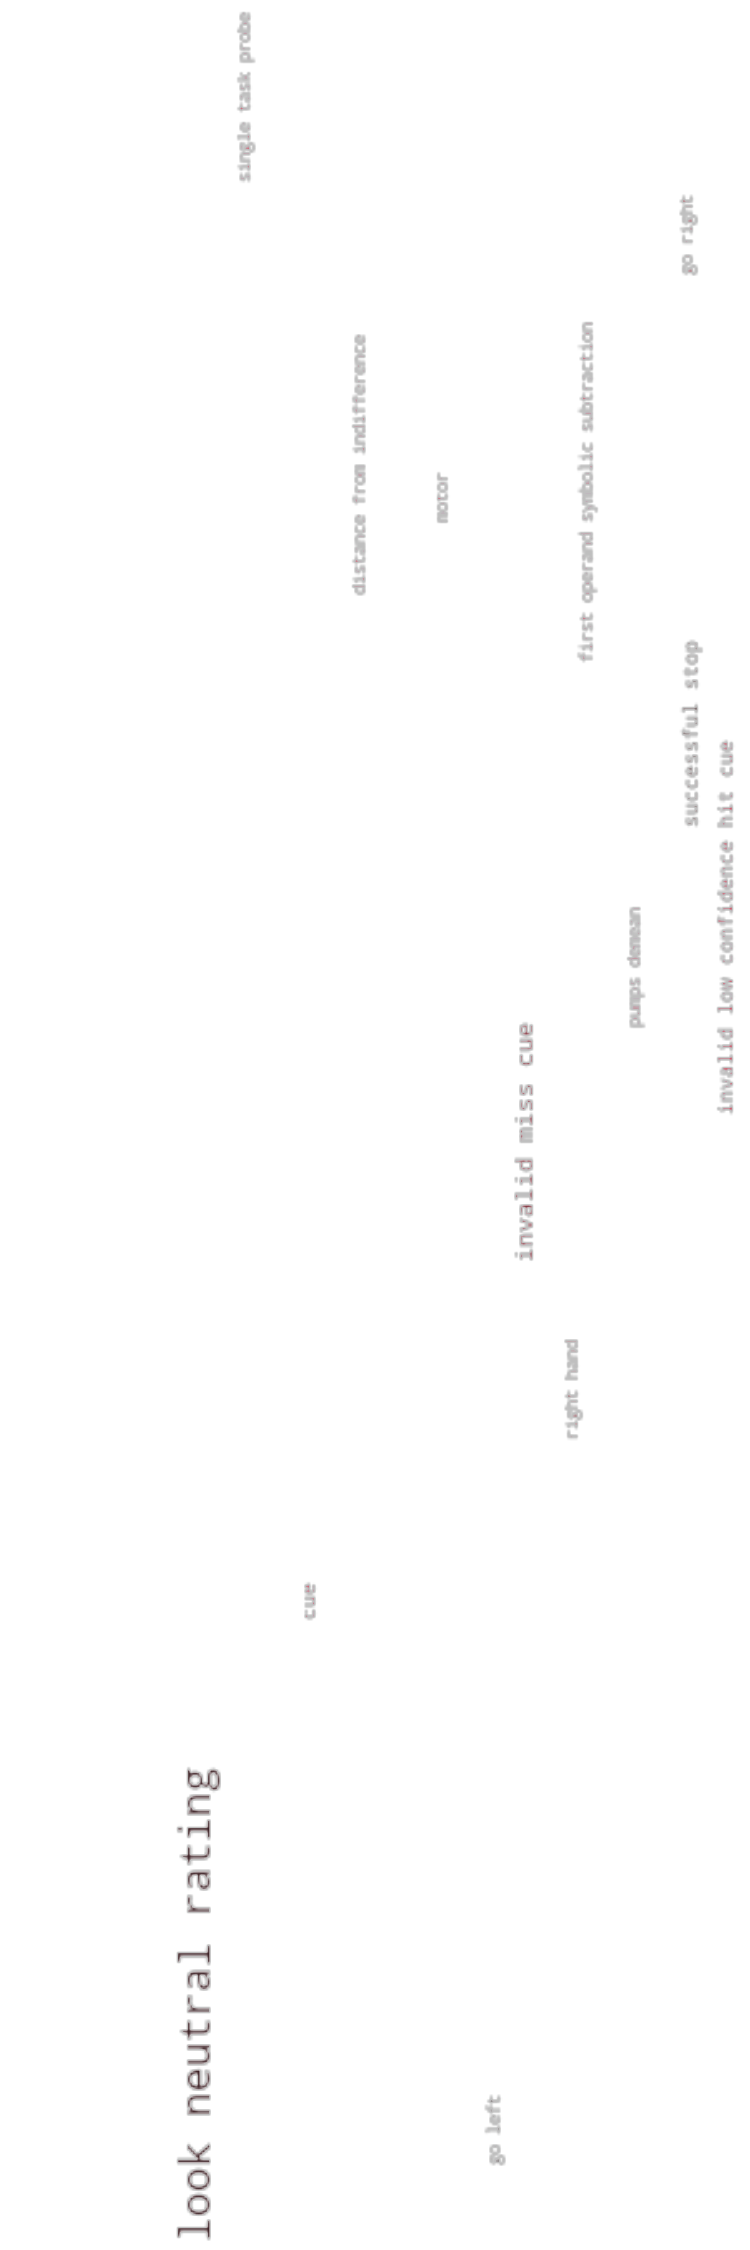 single task probe
go right
distance from indifference
motor
first operand symbolic subtraction
successful stop
invalid low confidence hit cue
pumps demean
invalid miss cue
right hand
cue
look neutral rating
go left